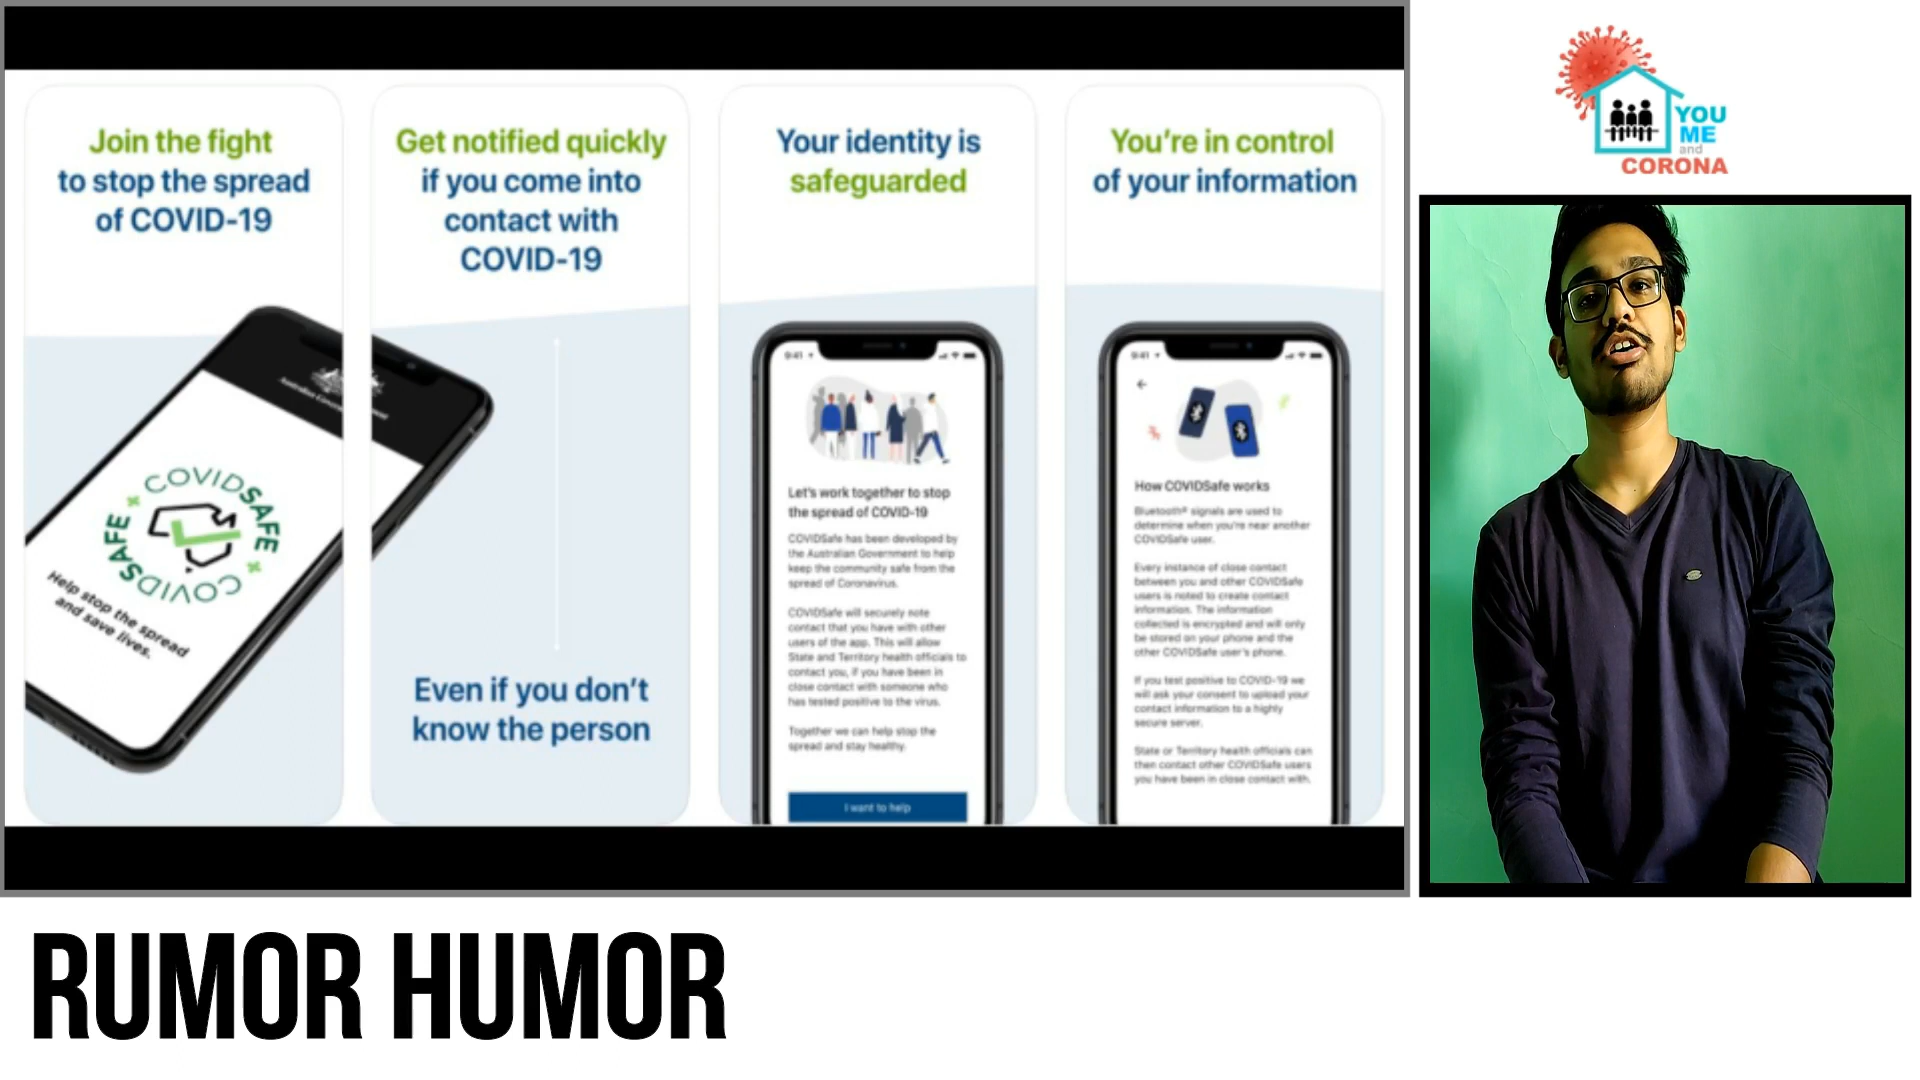 Join the fight
to stop the spread
of COVID-19
Australian Government
COVIDSAFE
COVIDSAFE
Help stop the spread
and save lives.
Get notified quickly
if you come into
contact with
COVID-19
Even if you don't
know the person
Your identity is
safeguarded
9:41
Let's work together to stop
the spread of COVID-19
COVIDSafe has been developed by
the Australian Government to help
keep the community safe from the
spread of Coronavirus.
COVIDSafe will securely note
contact that you have with other
users of the app. This will allow
State and Territory health officials to
contact you, if you have been in
close contact with someone who
has tested positive to the virus.
Together we can help stop the
spread and stay healthy.
I want to help
You're in control
of your information
9:41
How COVIDSafe works
Bluetooth® signals are used to
determine when you're near another
COVIDSafe user.
Every instance of close contact
between you and other COVIDSafe
users is noted to create contact
information. The information
collected is encrypted and will only
be stored on your phone and the
other COVIDSafe user's phone.
If you test positive to COVID-19 we
will ask your consent to upload your
contact information to a highly
secure server.
State or Territory health officials can
then contact other COVIDSafe users
you have been in close contact with.
YOU
ME
and
CORONA
RUMOR HUMOR